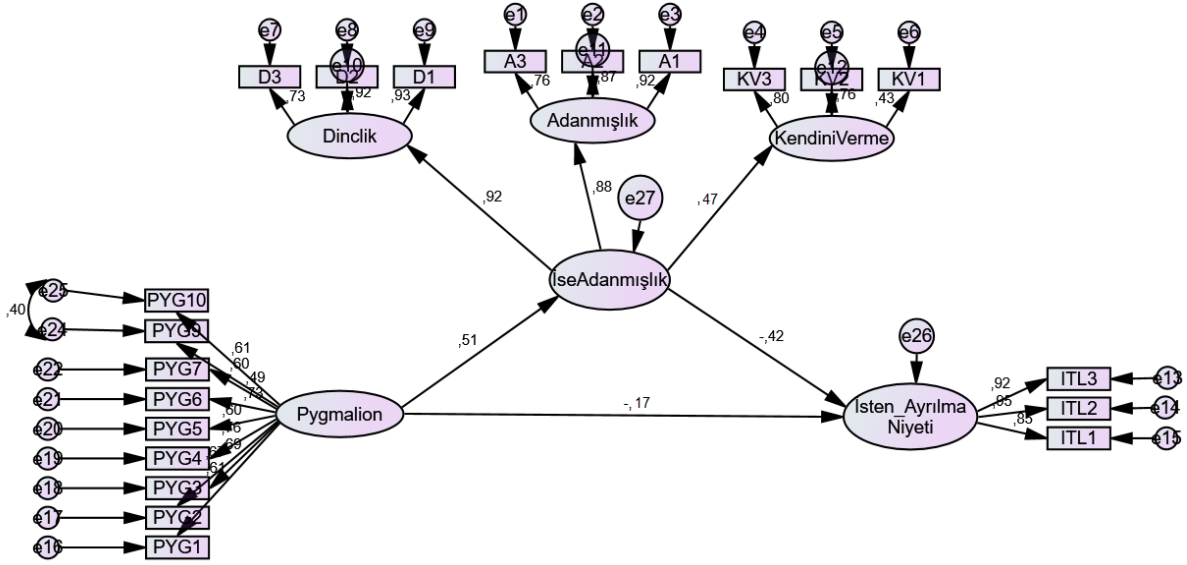 e7 e8 e9 e1 e2 e3 e4 e5 e6
e10 e11 e12
D3 D2 D1 A3 A2 A1 KV3 KV2 KV1
,73 ,92 ,93 ,76 ,87 ,92 ,80 ,76 ,43
Dinclik Adanmışlık KendiniVerme
,92 ,88 ,47
e27
İseAdanmışlık
e25 PYG10
,40
e24 PYG9
e22 PYG7
e21 PYG6
e20 PYG5
e19 PYG4
e18 PYG3
e17 PYG2
e16 PYG1
,61
,60
,49
,73
,60
,69
,61
Pygmalion
,51
-,42
-, 17
e26
Isten_Ayrılma
Niyeti
,92 ITL3 e13
,85 ITL2 e14
,85 ITL1 e15